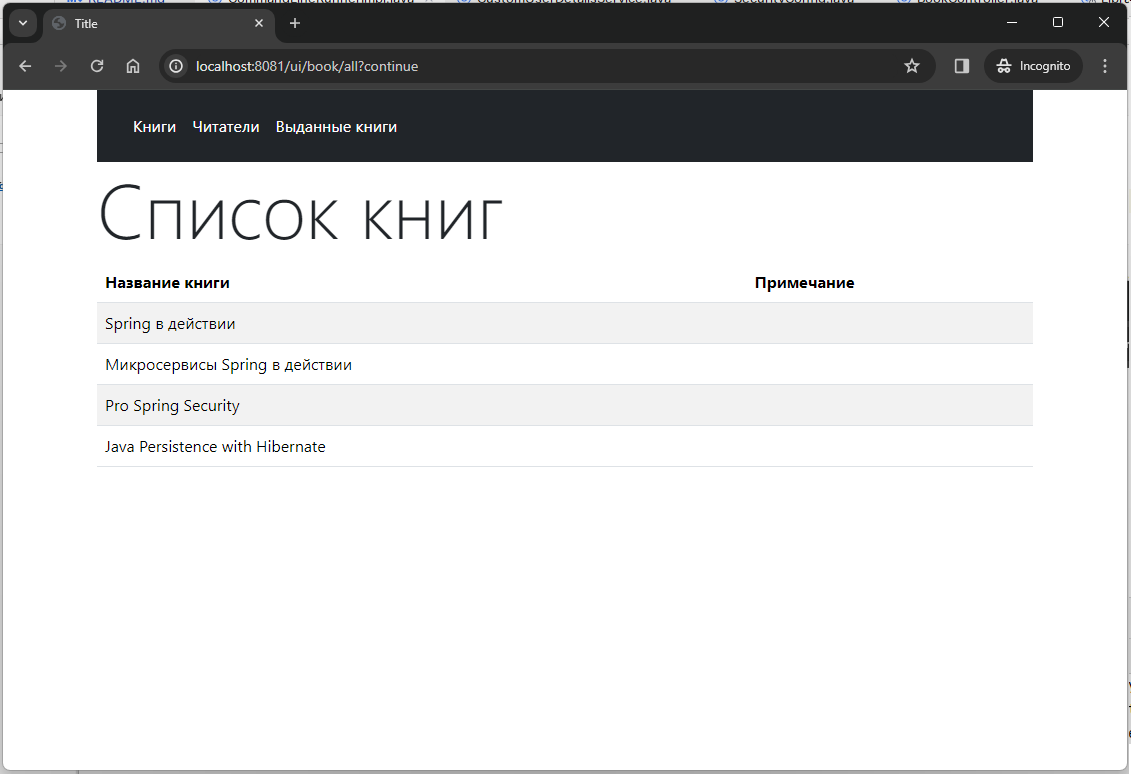 Title
localhost:8081/ui/book/all?continue
Incognito
Книги Читатели Выданные книги
Список книг
Название книги Примечание
Spring в действии
Микросервисы Spring в действии
Pro Spring Security
Java Persistence with Hibernate